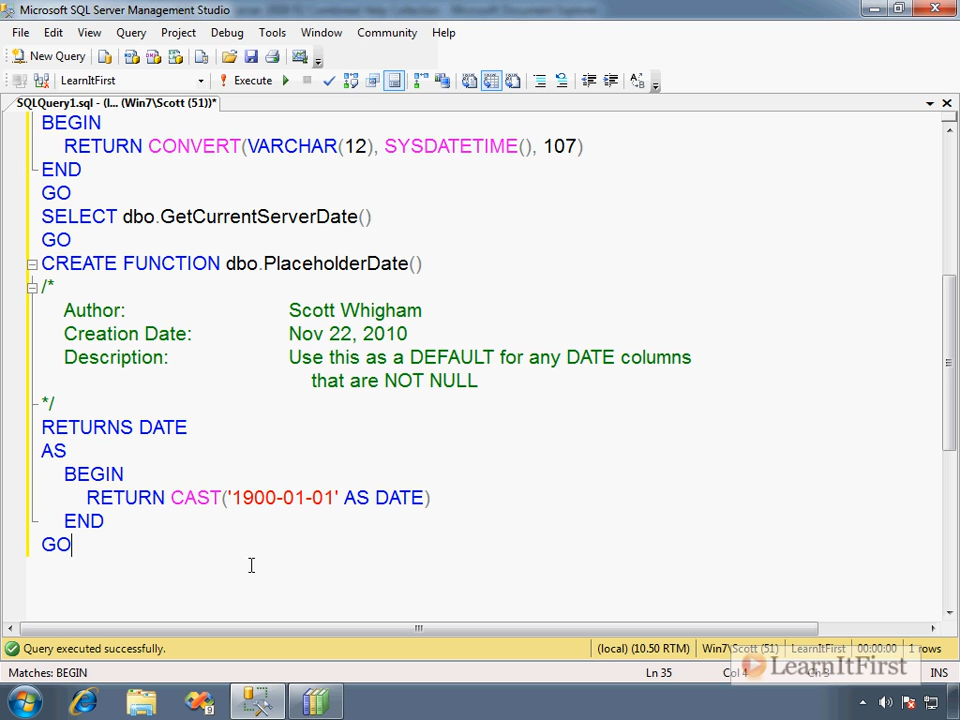 Microsoft SQL Server Management Studio
File Edit View Query Project Debug Tools Window Community Help
New Query
LearnItFirst Execute
SQLQuery1.sql - (l... (Win7\Scott (51))*
BEGIN
RETURN CONVERT(VARCHAR(12), SYSDATETIME(), 107)
END
GO
SELECT dbo.GetCurrentServerDate()
GO
CREATE FUNCTION dbo.PlaceholderDate()
/*
Author: Scott Whigham
Creation Date: Nov 22, 2010
Description: Use this as a DEFAULT for any DATE columns
that are NOT NULL
*/
RETURNS DATE
AS
BEGIN
RETURN CAST('1900-01-01' AS DATE)
END
GO
Query executed successfully. (local) (10.50 RTM) Win7\Scott (51) LearnItFirst 00:00:00 1 rows
Matches: BEGIN Ln 35 Col 4 Ch 3 INS
LearnItFirst